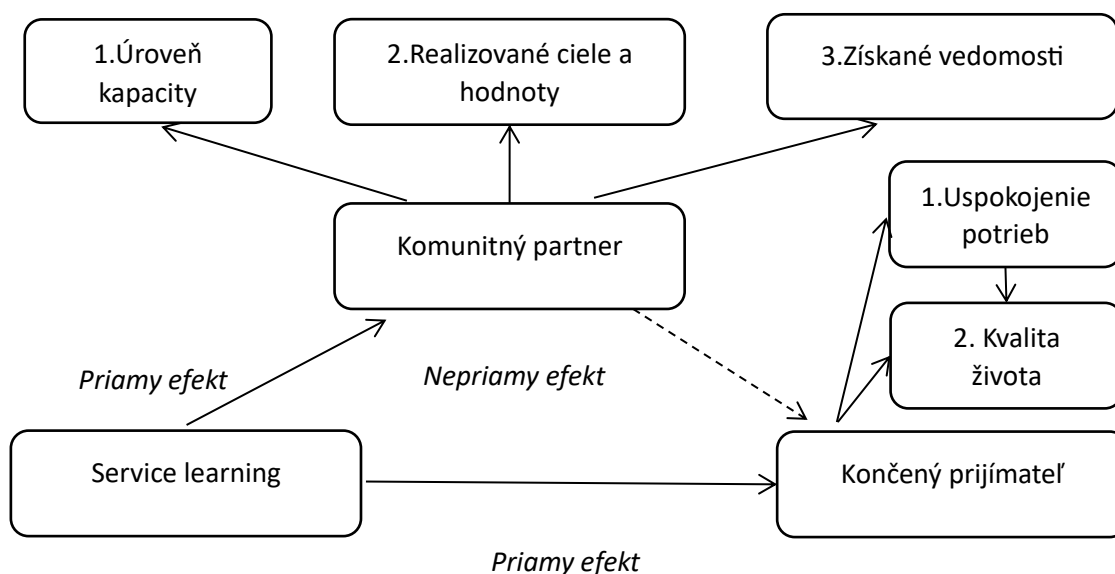 1.Úroveň
kapacity
2.Realizované ciele a
hodnoty
3.Získané vedomosti
1.Uspokojenie
potrieb
Komunitný partner
2. Kvalita
života
Priamy efekt
Nepriamy efekt
Service learning
Končený prijímateľ
Priamy efekt